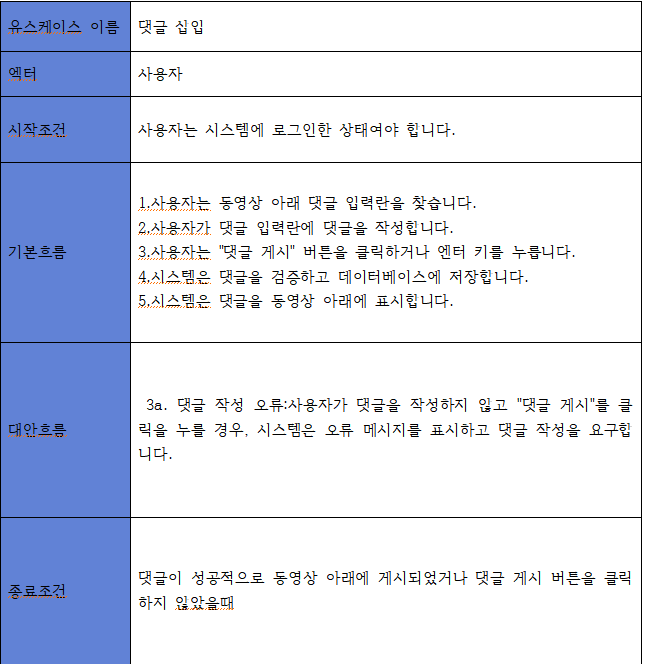 유스케이스 이름
댓글 십입
엑터
사용자
시작조건
사용자는 시스템에 로그인한 상태여야 힙니다.
기본흐름
1.사용자는 동영상 아래 댓글 입력란을 찾습니다.
2.사용자가 댓글 입력란에 댓글을 작성힙니다.
3.사용자는 "댓글 게시" 버튼을 클릭하거나 엔터 키를 누릅니다.
4.시스템은 댓글을 검증하고 데이터베이스에 저장힙니다.
5.시스템은 댓글을 동영상 아래에 표시힙니다.
대안흐름
3a. 댓글 작성 오류:사용자가 댓글을 작성하지 않고 "댓글 게시"를 클
릭을 누를 경우, 시스템은 오류 메시지를 표시하고 댓글 작성을 요구합
니다.
종료조건
댓글이 성공적으로 동영상 아래에 게시되었거나 댓글 게시 버튼을 클릭
하지 않았을때